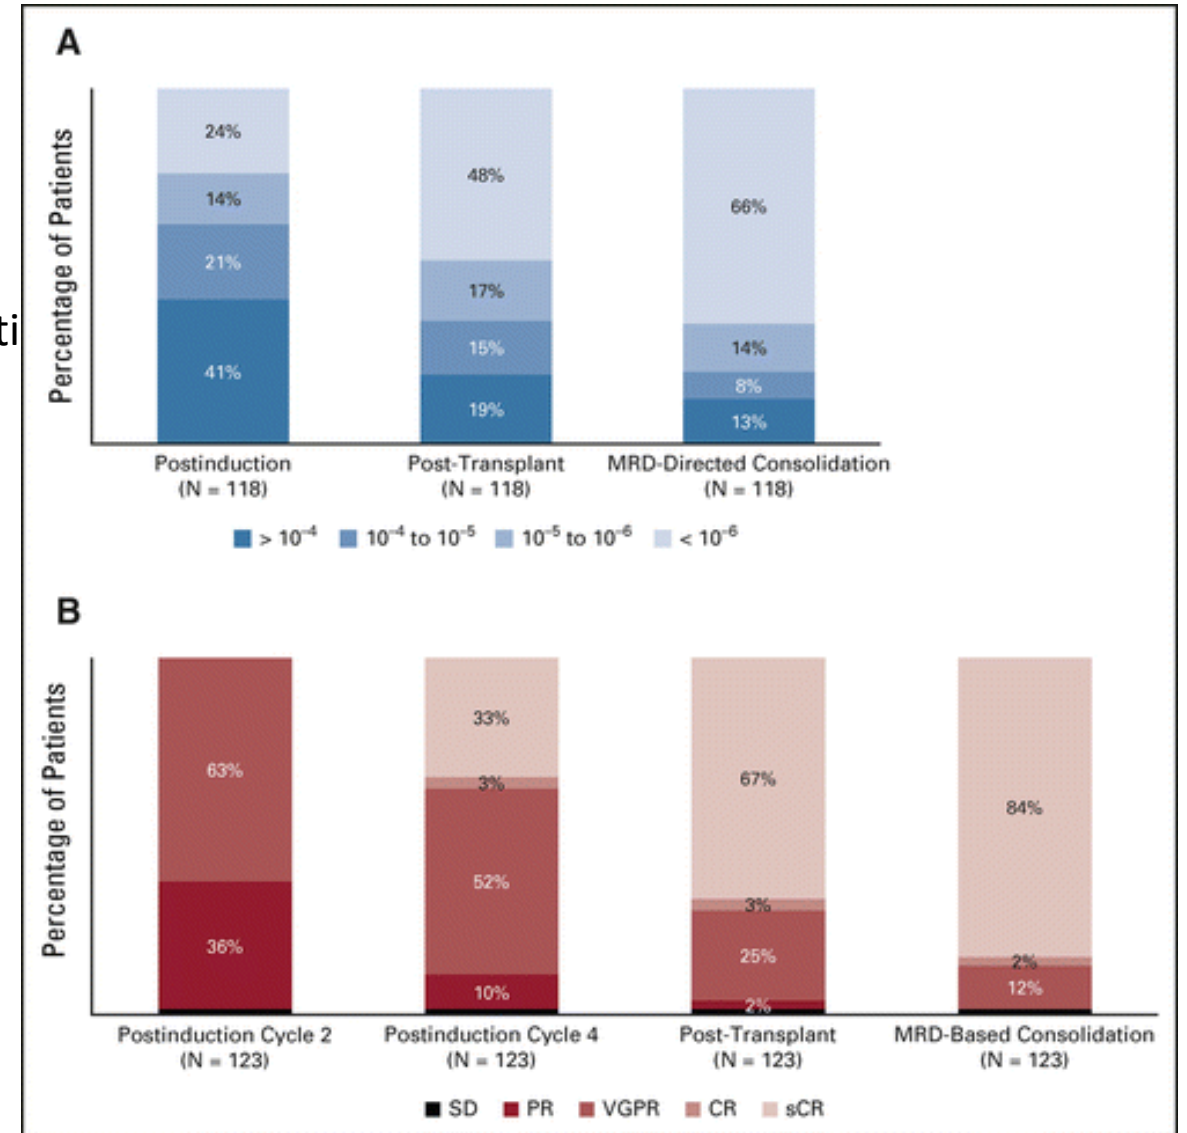 A
Percentage of Patients
24%
14%
21%
41%
48%
17%
15%
19%
66%
14%
8%
13%
Postinduction
(N = 118)
Post-Transplant
(N = 118)
MRD-Directed Consolidation
(N = 118)
> 10⁻⁴ 10⁻⁴ to 10⁻⁵ 10⁻⁵ to 10⁻⁶ < 10⁻⁶
ti
B
Percentage of Patients
63%
36%
33%
3%
52%
10%
67%
3%
25%
2%
84%
2%
12%
Postinduction Cycle 2
(N = 123)
Postinduction Cycle 4
(N = 123)
Post-Transplant
(N = 123)
MRD-Based Consolidation
(N = 123)
SD PR VGPR CR sCR